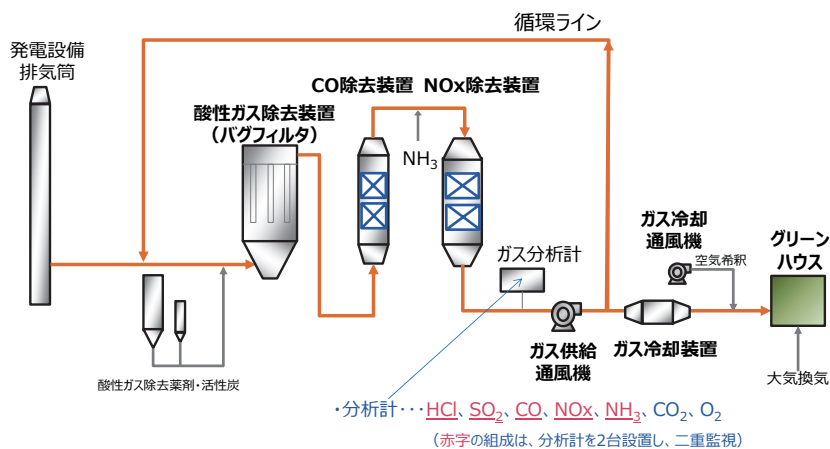 循環ライン
発電設備
排気筒
CO除去装置 NOx除去装置
酸性ガス除去装置
（バグフィルタ）
NH3
ガス冷却
通風機
グリーン
ハウス
ガス分析計
空気希釈
ガス供給
通風機
ガス冷却装置
大気換気
酸性ガス除去薬剤・活性炭
・分析計・・・HCl、SO2、CO、NOx、NH3、CO2、O2
（赤字の組成は、分析計を2台設置し、二重監視）